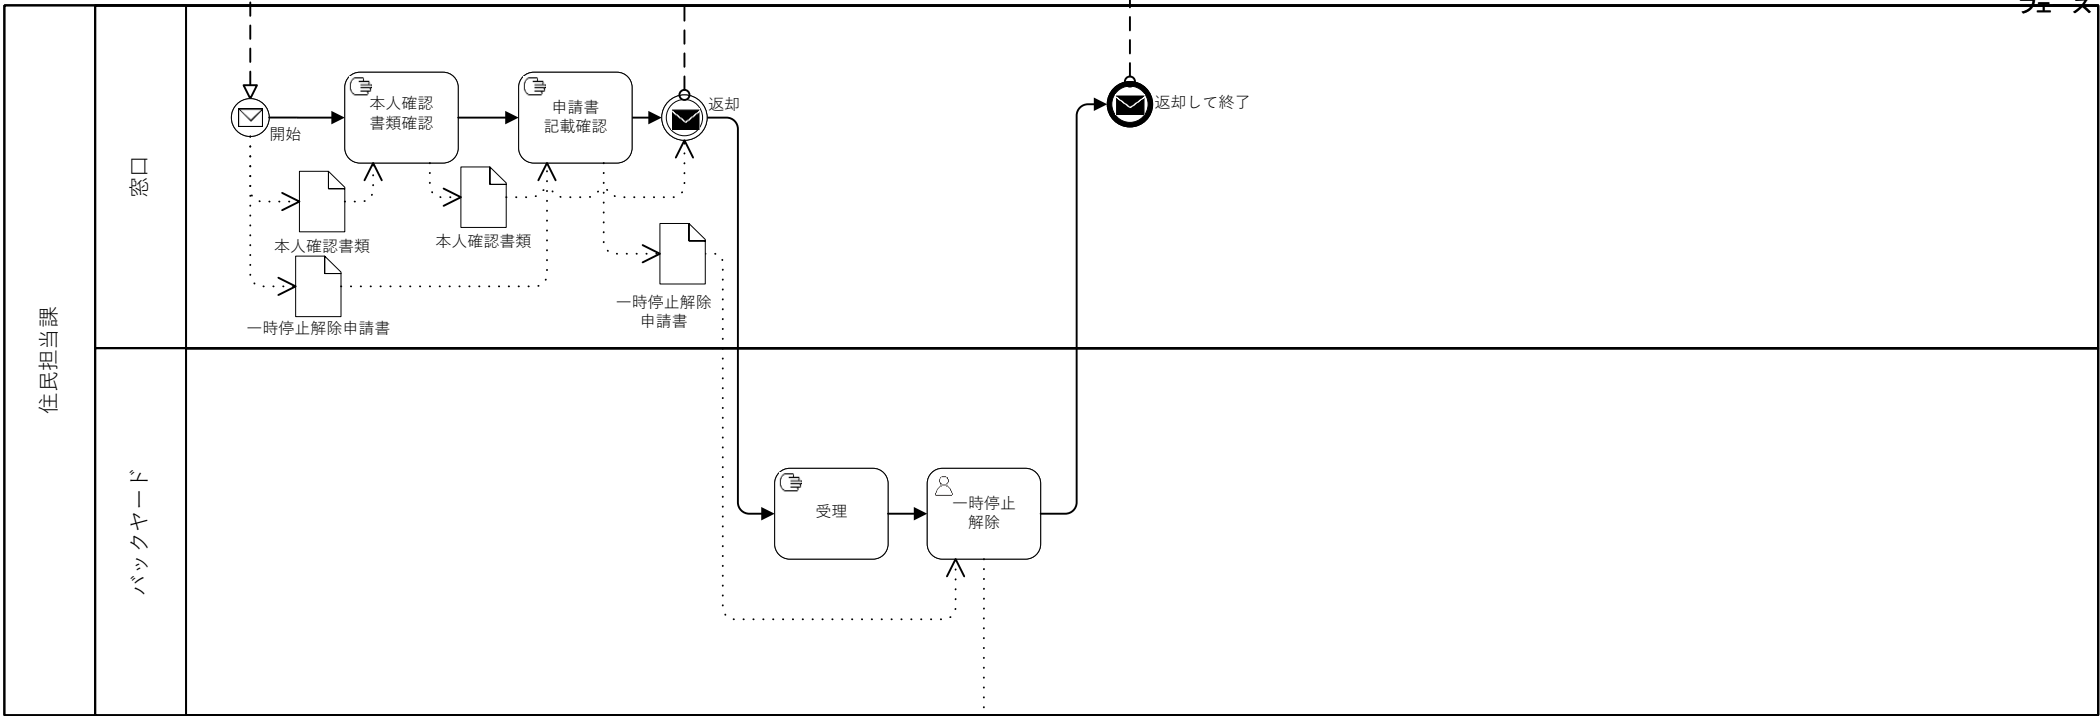 住民担当課
窓口
開始
本人確認
書類確認
申請書
記載確認
返却
返却して終了
本人確認書類
本人確認書類
一時停止解除申請書
一時停止解除
申請書
バックヤード
受理
一時停止
解除